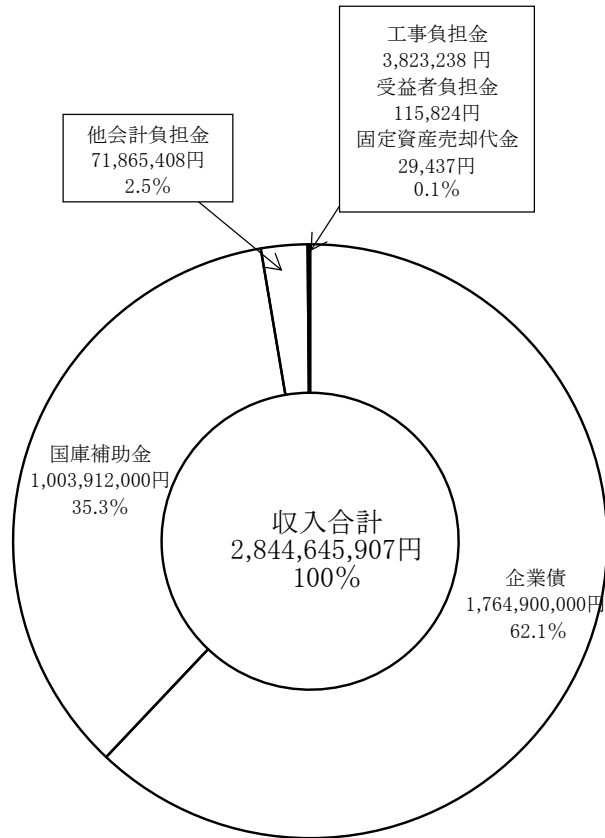 工事負担金
3,823,238 円
受益者負担金
115,824円
固定資産売却代金
29,437円
0.1%
他会計負担金
71,865,408円
2.5%
国庫補助金
1,003,912,000円
35.3%
収入合計
2,844,645,907円
100%
企業債
1,764,900,000円
62.1%